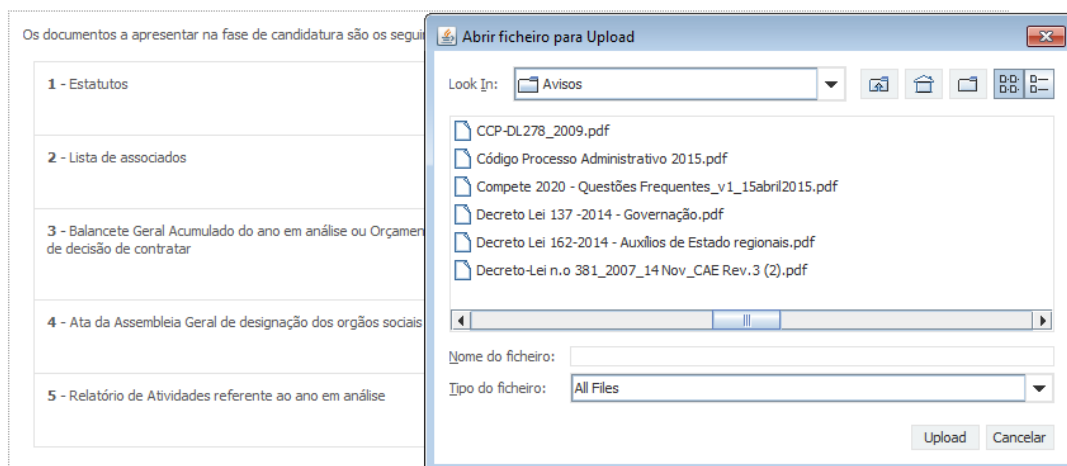 Os documentos a apresentar na fase de candidatura são os
1 - Estatutos
2 - Lista de associados
3 - Balancete Geral Acumulado do ano em análise ou
de decisão de contratar
4 - Ata da Assembleia Geral de designação dos orgãos sociais
5 - Relatório de Atividades referente ao ano em análise
Abrir ficheiro para Upload
Look In:
Avisos
CCP-DL278_2009.pdf
Código Processo Administrativo 2015.pdf
Compete 2020 - Questões Frequentes_v1_15abril2015.pdf
Decreto Lei 137 -2014 - Governação.pdf
Decreto Lei 162-2014 - Auxílios de Estado regionais.pdf
Decreto-Lei n.o 381_2007_14 Nov_CAE Rev.3 (2).pdf
Nome do ficheiro:
Tipo do ficheiro:
All Files
Upload
Cancelar